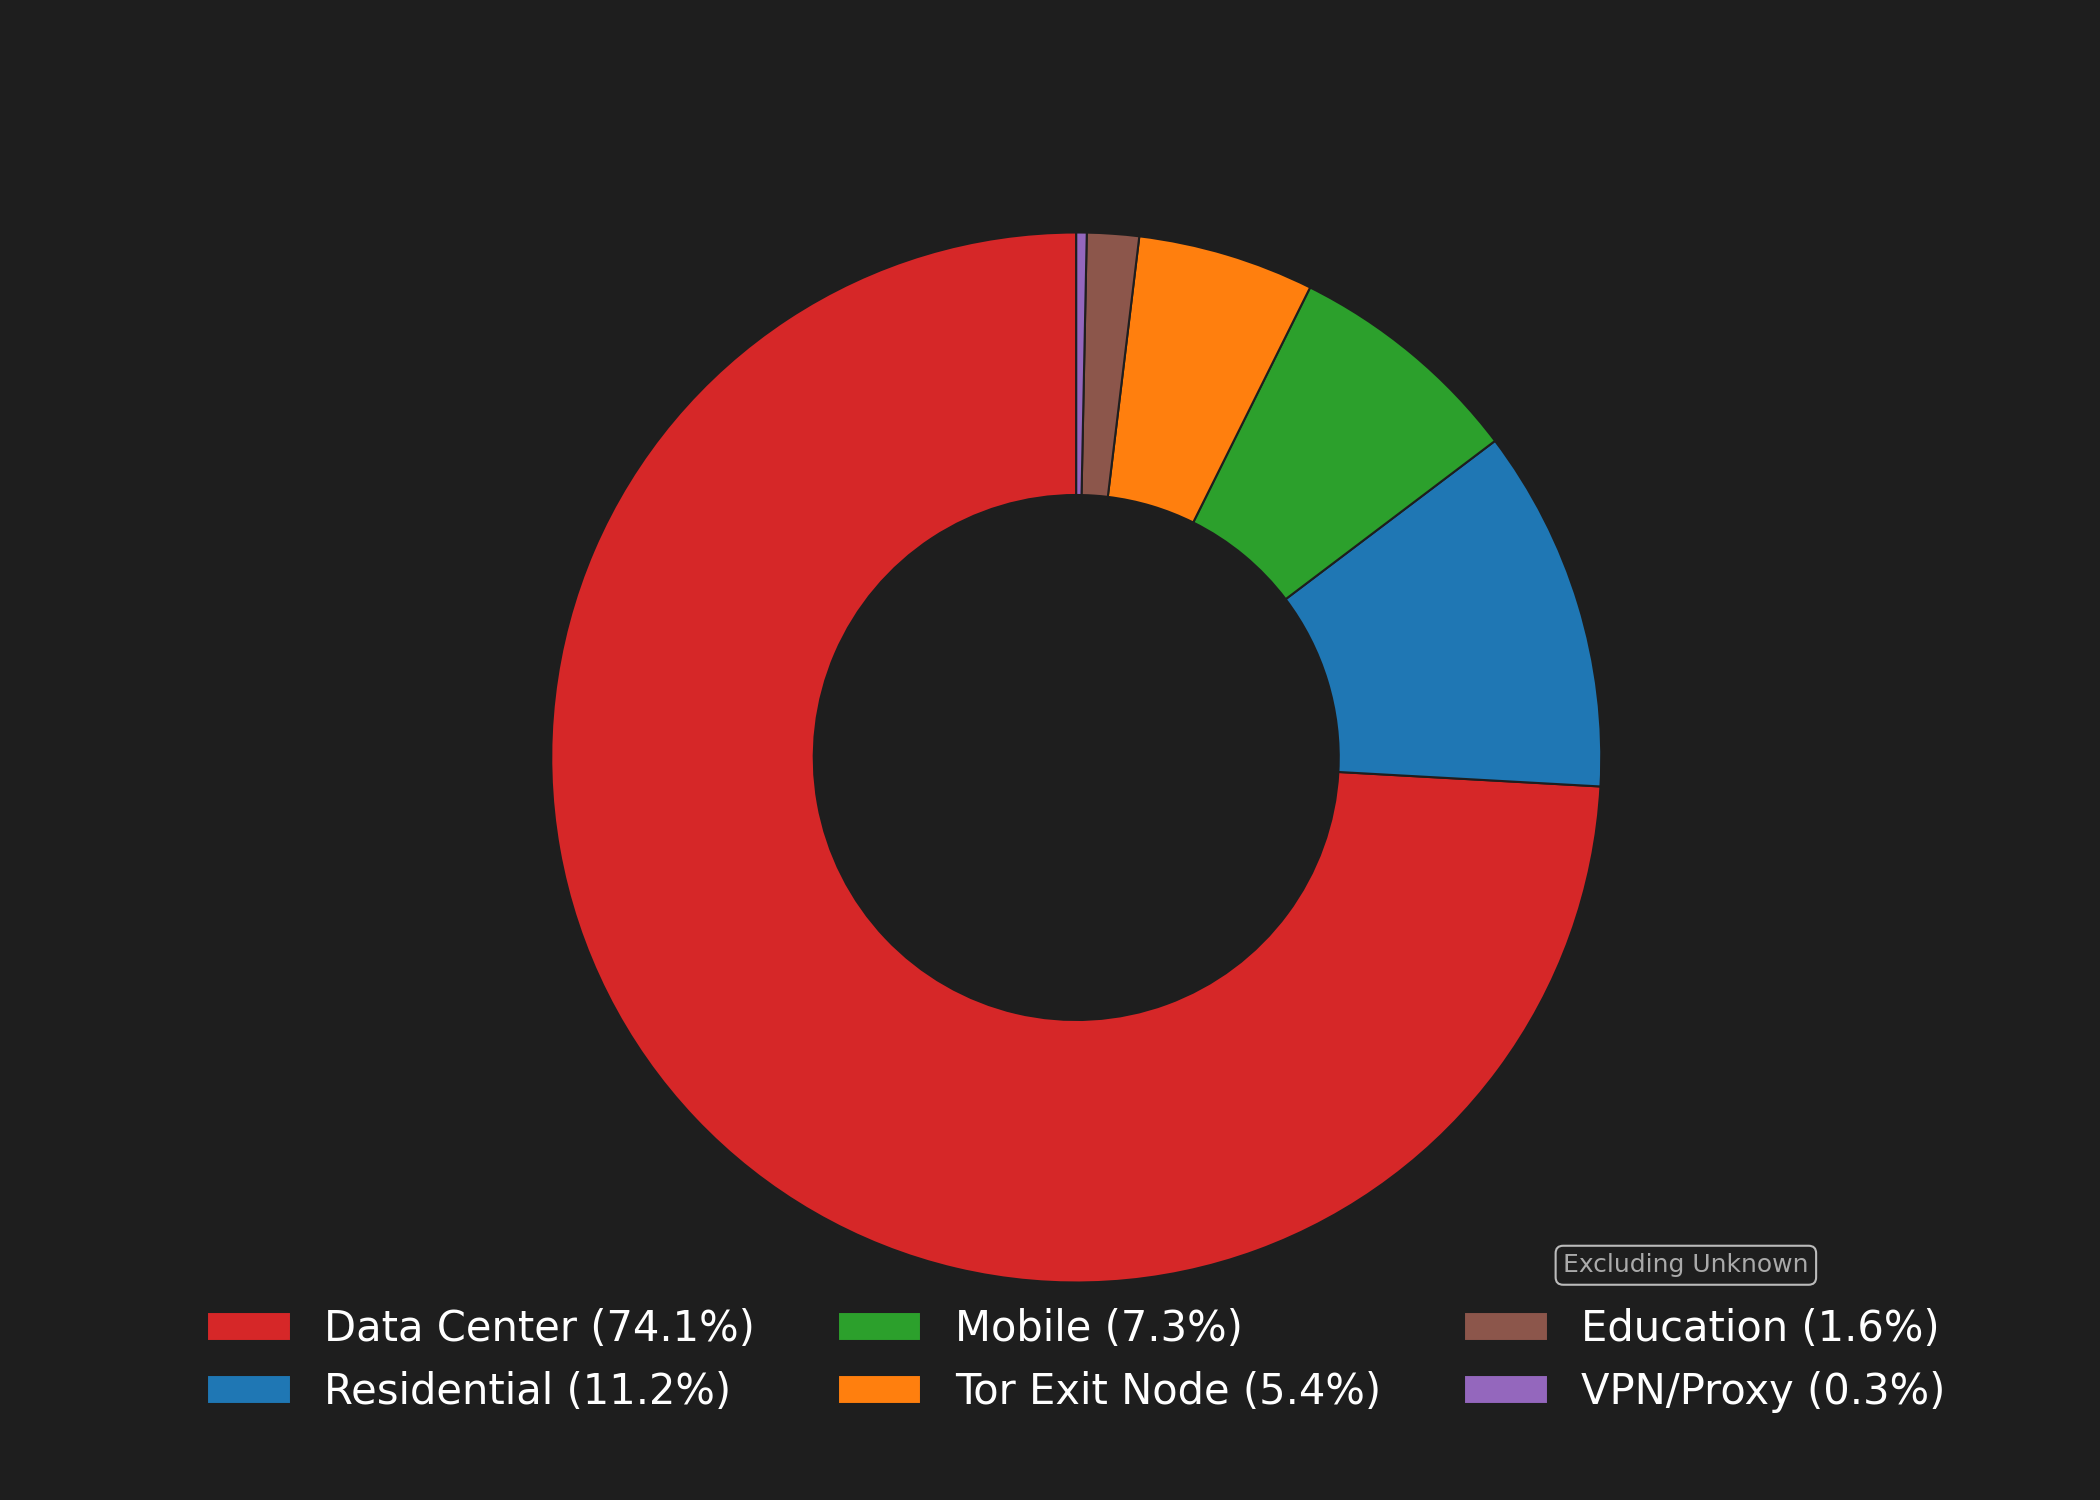 Excluding Unknown
Data Center (74.1%)
Residential (11.2%)
Mobile (7.3%)
Tor Exit Node (5.4%)
Education (1.6%)
VPN/Proxy (0.3%)